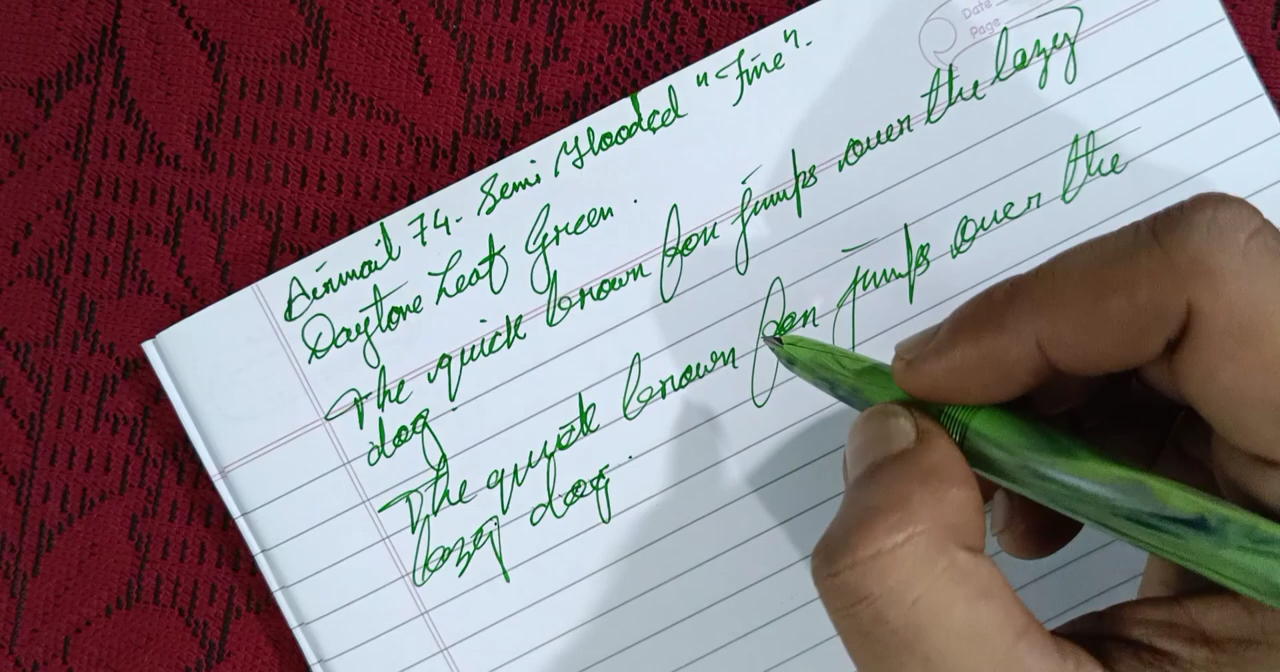 Date
Page
Airmail 74. Semi Hooded "Fine".
Daytone Leaf Green.
The quick brown fox jumps over the lazy
dog.
The quick brown fox jumps over the
lazy dog.